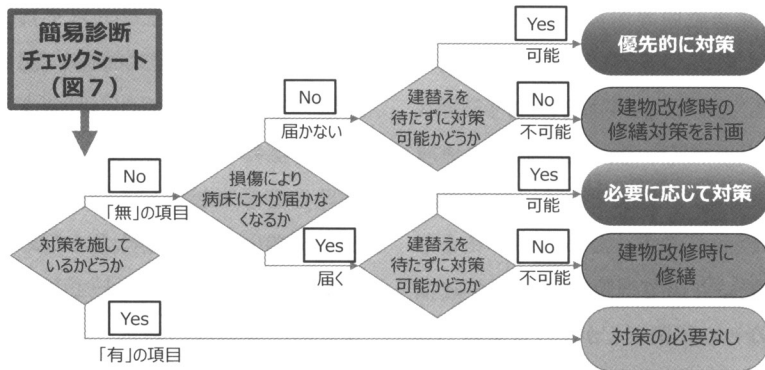 簡易診断
チェックシート
（図７）
Yes
可能
優先的に対策
No
届かない
建替えを
待たずに対策
可能かどうか
No
不可能
建物改修時の
修繕対策を計画
No
「無」の項目
損傷により
病床に水が届かな
くなるか
Yes
可能
必要に応じて対策
対策を施して
いるかどうか
Yes
届く
建替えを
待たずに対策
可能かどうか
No
不可能
建物改修時に
修繕
Yes
「有」の項目
対策の必要なし